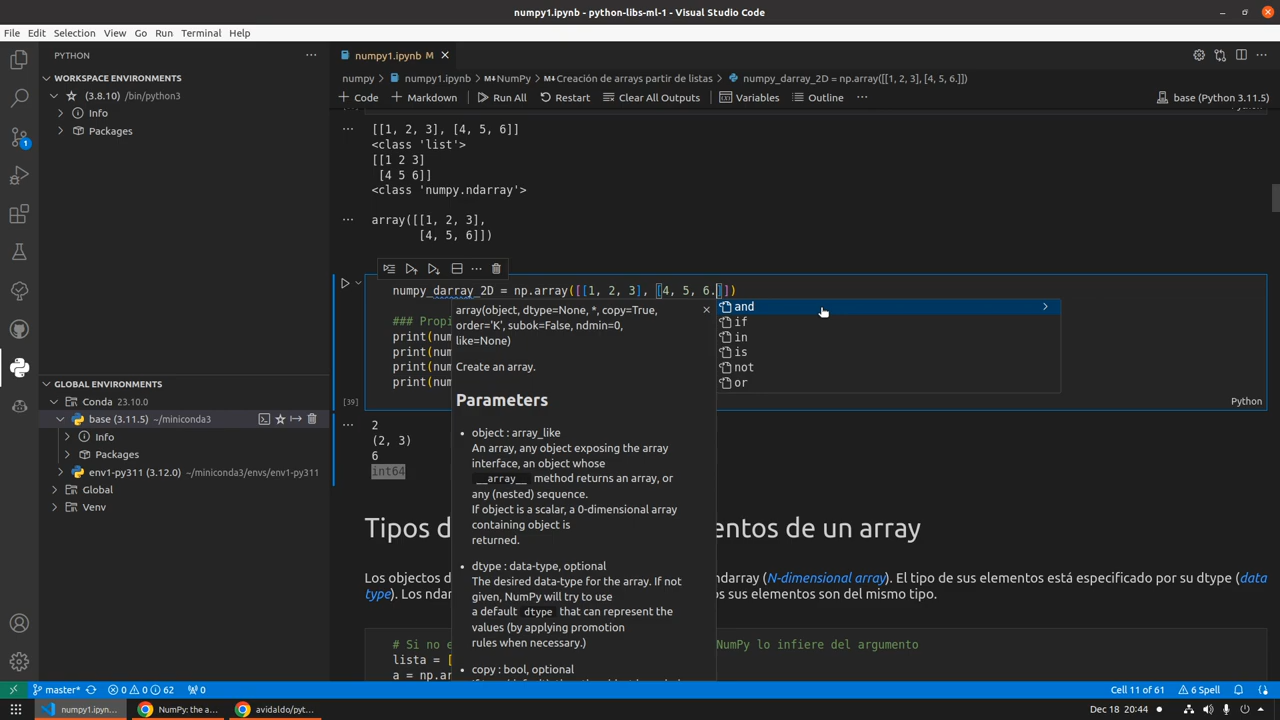 numpy1.ipynb - python-libs-ml-1 - Visual Studio Code
File Edit Selection View Go Run Terminal Help
PYTHON
WORKSPACE ENVIRONMENTS
(3.8.10) /bin/python3
Info
Packages
GLOBAL ENVIRONMENTS
Conda 23.10.0
base (3.11.5) ~/miniconda3
Info
Packages
env1-py311 (3.12.0) ~/miniconda3/envs/env1-py311
Global
Venv
numpy1.ipynb M
numpy > numpy1.ipynb > NumPy > Creación de arrays partir de listas > numpy_darray_2D = np.array([[1, 2, 3], [4, 5, 6.]])
+ Code + Markdown Run All Restart Clear All Outputs Variables Outline ... base (Python 3.11.5)
... [[1, 2, 3], [4, 5, 6]]
<class 'list'>
[[1 2 3]
[4 5 6]]
<class 'numpy.ndarray'>
... array([[1, 2, 3],
[4, 5, 6]])
numpy_darray_2D = np.array([[1, 2, 3], [4, 5, 6.]])
### Propi
print(num
print(num
print(num
print(num
[39]
Python
array(object, dtype=None, *, copy=True,
order='K', subok=False, ndmin=0,
like=None)
Create an array.
Parameters
• object : array_like
An array, any object exposing the array
interface, an object whose
__array__ method returns an array, or
any (nested) sequence.
If object is a scalar, a 0-dimensional array
containing object is
returned.
• dtype : data-type, optional
The desired data-type for the array. If not
given, NumPy will try to use
a default dtype that can represent the
values (by applying promotion
rules when necessary.)
• copy : bool, optional
and
if
in
is
not
or
... 2
(2, 3)
6
int64
Tipos d
entos de un array
Los objetos d
ndarray (N-dimensional array). El tipo de sus elementos está especificado por su dtype (data
type). Los ndar
os sus elementos son del mismo tipo.
# Si no e
NumPy lo infiere del argumento
lista = [
a = np.ar
master* 0 0 62 0
Cell 11 of 61 6 Spell
numpy1.ipyn... NumPy: the a... avidaldo/pyt...
Dec 18 20:44